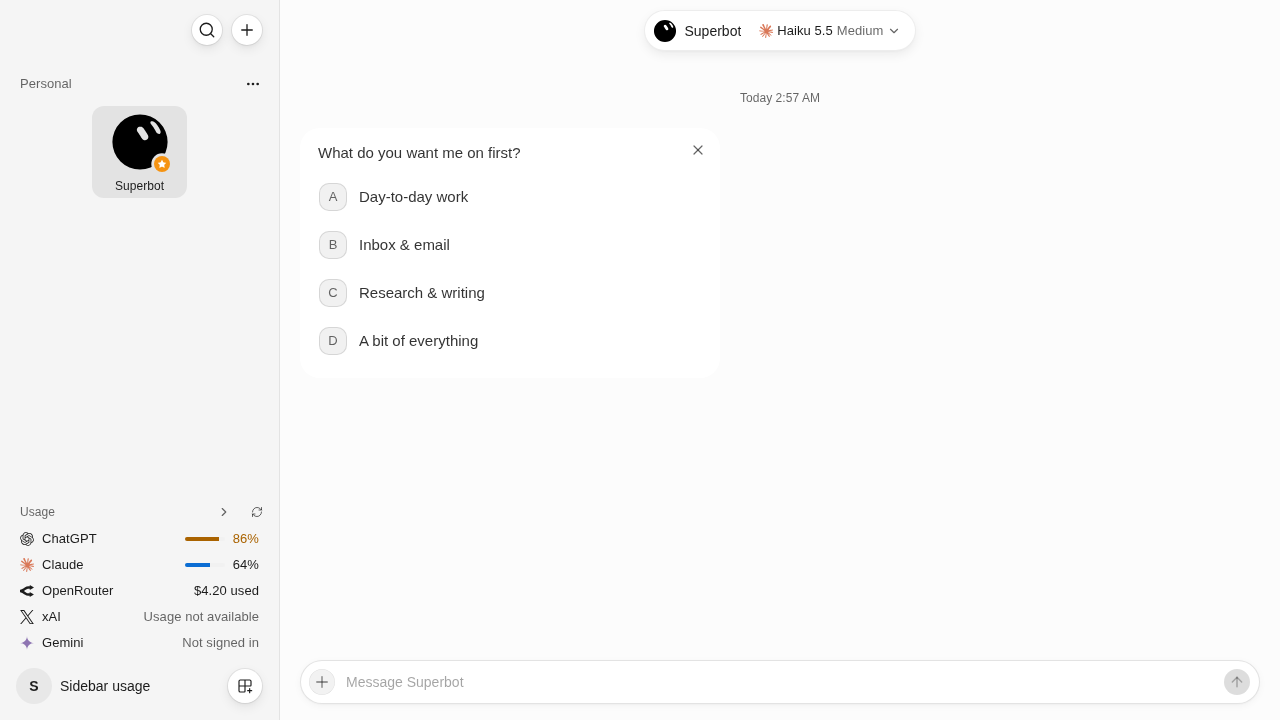 Personal
Superbot
Usage
ChatGPT 86%
Claude 64%
OpenRouter $4.20 used
xAI Usage not available
Gemini Not signed in
S Sidebar usage
Superbot Haiku 5.5 Medium
Today 2:57 AM
What do you want me on first?
A Day-to-day work
B Inbox & email
C Research & writing
D A bit of everything
Message Superbot